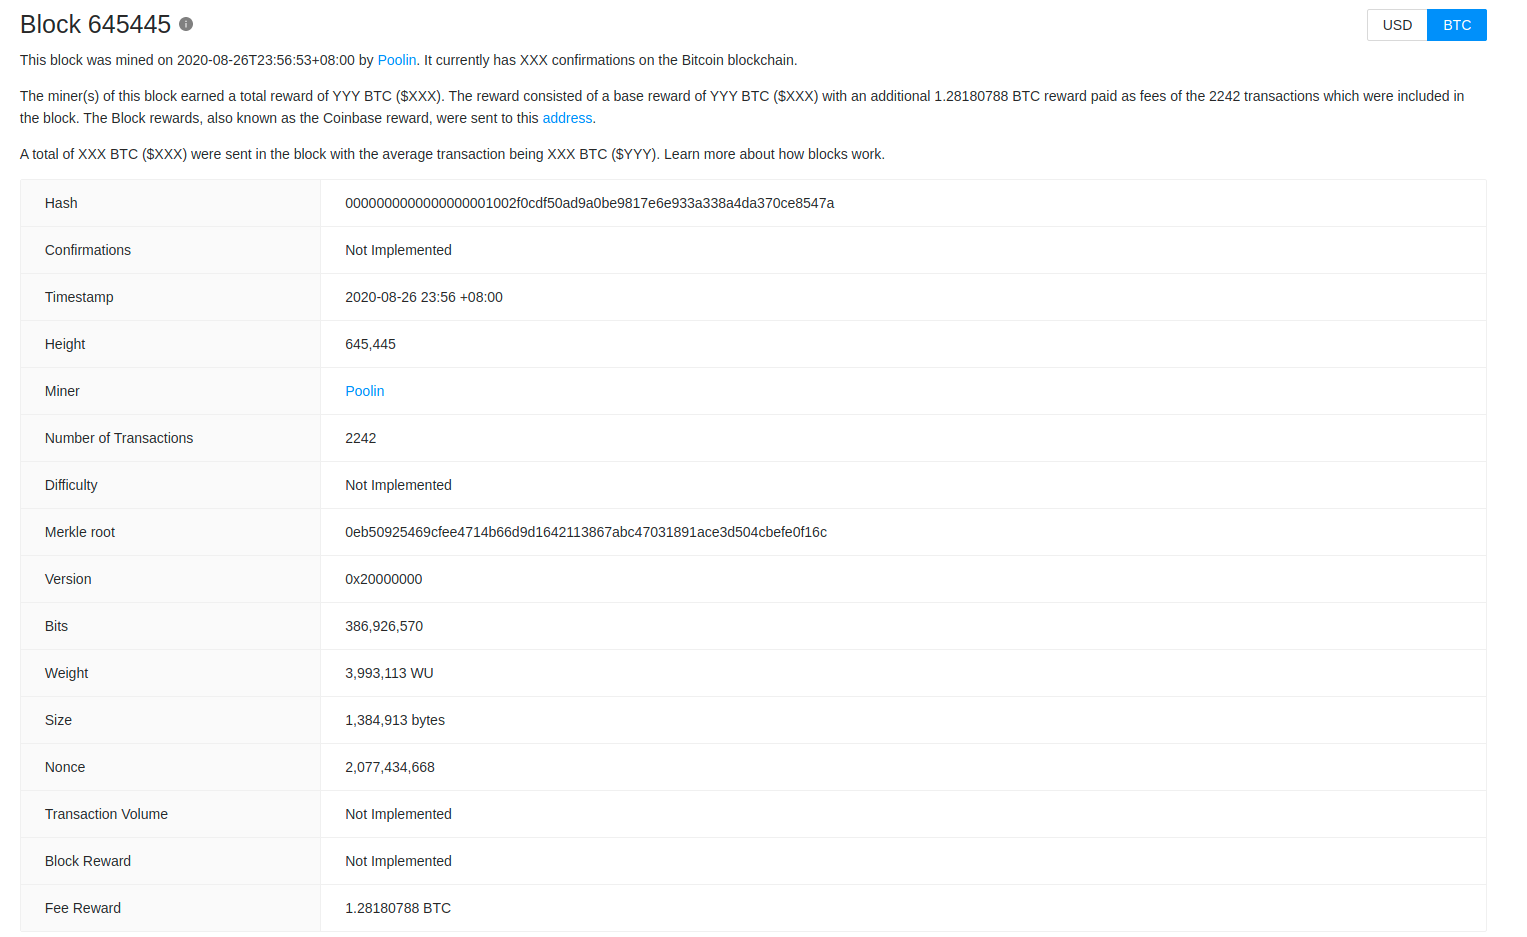 Block 645445
USD BTC
This block was mined on 2020-08-26T23:56:53+08:00 by Poolin. It currently has XXX confirmations on the Bitcoin blockchain.
The miner(s) of this block earned a total reward of YYY BTC ($XXX). The reward consisted of a base reward of YYY BTC ($XXX) with an additional 1.28180788 BTC reward paid as fees of the 2242 transactions which were included in
the block. The Block rewards, also known as the Coinbase reward, were sent to this address.
A total of XXX BTC ($XXX) were sent in the block with the average transaction being XXX BTC ($YYY). Learn more about how blocks work.
Hash 0000000000000000001002f0cdf50ad9a0be9817e6e933a338a4da370ce8547a
Confirmations Not Implemented
Timestamp 2020-08-26 23:56 +08:00
Height 645,445
Miner Poolin
Number of Transactions 2242
Difficulty Not Implemented
Merkle root 0eb50925469cfee4714b66d9d1642113867abc47031891ace3d504cbefe0f16c
Version 0x20000000
Bits 386,926,570
Weight 3,993,113 WU
Size 1,384,913 bytes
Nonce 2,077,434,668
Transaction Volume Not Implemented
Block Reward Not Implemented
Fee Reward 1.28180788 BTC